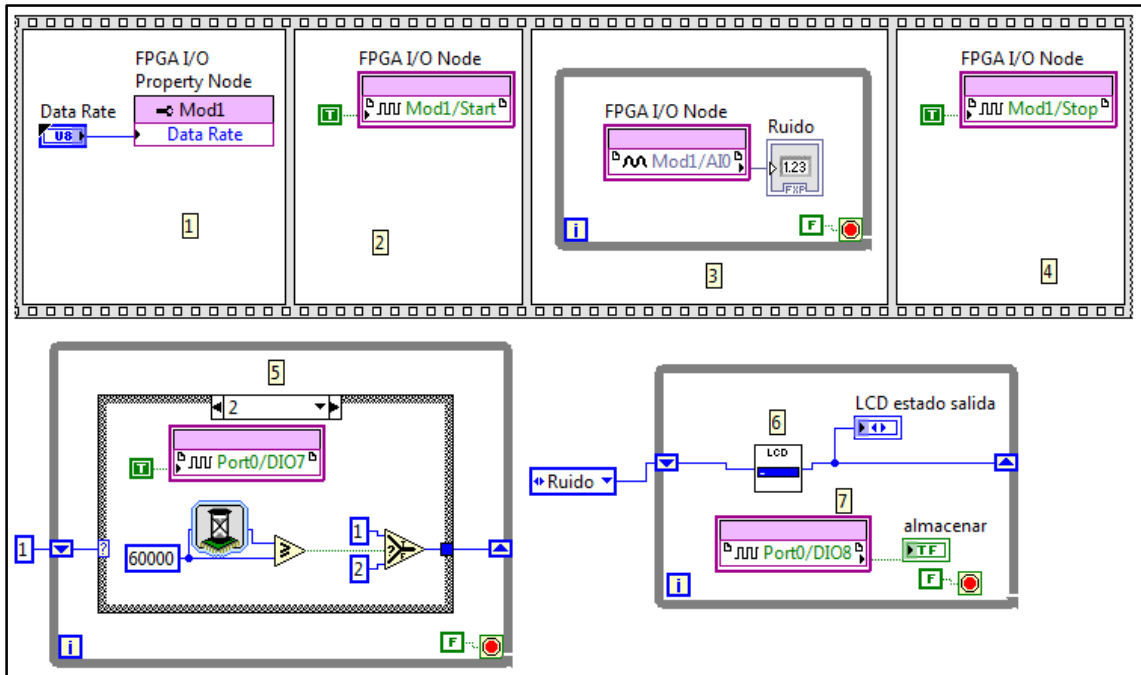 FPGA I/O
Property Node
Data Rate
U8
Mod1
Data Rate
1
FPGA I/O Node
T
Mod1/Start
2
FPGA I/O Node
Mod1/AI0
Ruido
1.23
FXP
i
F
3
FPGA I/O Node
T
Mod1/Stop
4
5
2
T
Port0/DIO7
1
?
60000
≥
1
2
?
F
i
F
LCD estado salida
6
LCD
Ruido
7
Port0/DIO8
almacenar
TF
i
F